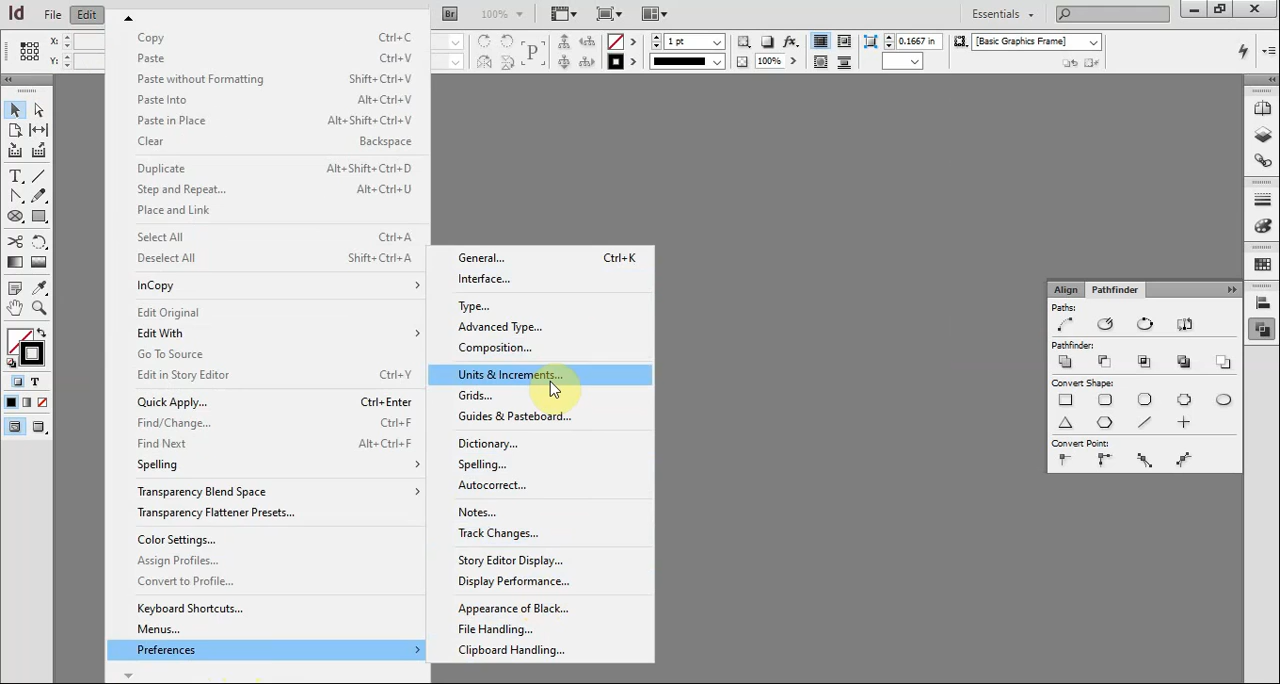 Id File Edit Br 100% Essentials
X:
Y:
1 pt
100%
0.1667 in
[Basic Graphics Frame]
Copy Ctrl+C
Paste Ctrl+V
Paste without Formatting Shift+Ctrl+V
Paste Into Alt+Ctrl+V
Paste in Place Alt+Shift+Ctrl+V
Clear Backspace
Duplicate Alt+Shift+Ctrl+D
Step and Repeat... Alt+Ctrl+U
Place and Link
Select All Ctrl+A
Deselect All Shift+Ctrl+A
InCopy
Edit Original
Edit With
Go To Source
Edit in Story Editor Ctrl+Y
Quick Apply... Ctrl+Enter
Find/Change... Ctrl+F
Find Next Alt+Ctrl+F
Spelling
Transparency Blend Space
Transparency Flattener Presets...
Color Settings...
Assign Profiles...
Convert to Profile...
Keyboard Shortcuts...
Menus...
Preferences
General... Ctrl+K
Interface...
Type...
Advanced Type...
Composition...
Units & Increments...
Grids...
Guides & Pasteboard...
Dictionary...
Spelling...
Autocorrect...
Notes...
Track Changes...
Story Editor Display...
Display Performance...
Appearance of Black...
File Handling...
Clipboard Handling...
Align Pathfinder
Paths:
Pathfinder:
Convert Shape:
Convert Point: